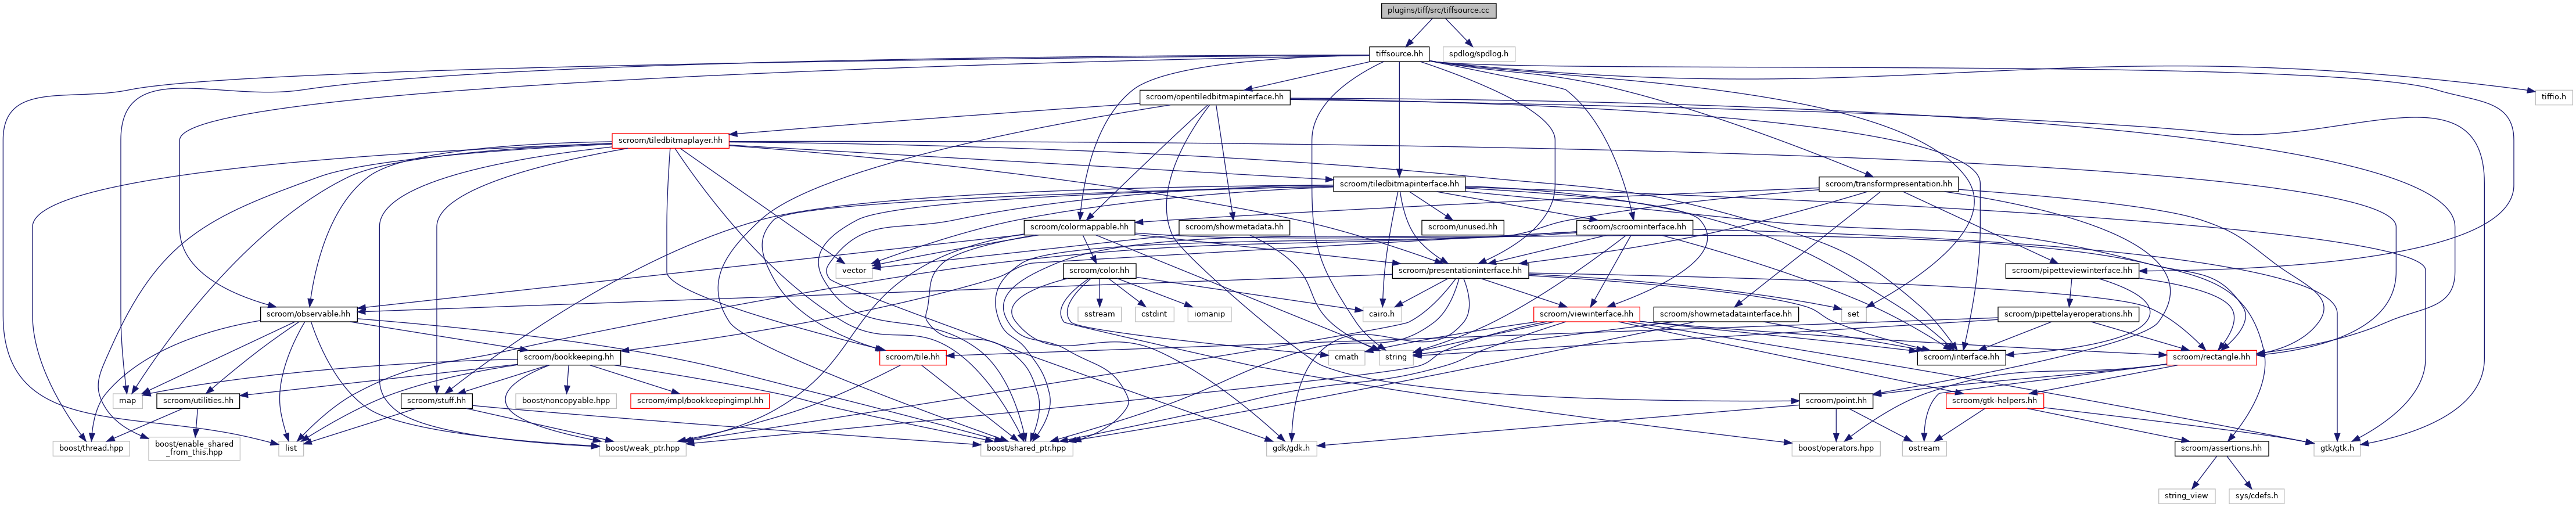 plugins/tiff/src/tiffsource.cc
tiffsource.hh
spdlog/spdlog.h
scroom/opentiledbitmapinterface.hh
tiffio.h
scroom/tiledbitmaplayer.hh
scroom/tiledbitmapinterface.hh
scroom/transformpresentation.hh
scroom/colormappable.hh
scroom/showmetadata.hh
scroom/unused.hh
scroom/scroominterface.hh
vector
scroom/color.hh
scroom/presentationinterface.hh
scroom/pipetteviewinterface.hh
scroom/observable.hh
sstream
cstdint
iomanip
cairo.h
scroom/viewinterface.hh
scroom/showmetadatainterface.hh
set
scroom/pipettelayeroperations.hh
scroom/bookkeeping.hh
scroom/tile.hh
cmath
string
scroom/interface.hh
scroom/rectangle.hh
map
scroom/utilities.hh
scroom/stuff.hh
boost/noncopyable.hpp
scroom/impl/bookkeepingimpl.hh
scroom/point.hh
scroom/gtk-helpers.hh
boost/thread.hpp
boost/enable_shared
_from_this.hpp
list
boost/weak_ptr.hpp
boost/shared_ptr.hpp
gdk/gdk.h
boost/operators.hpp
ostream
scroom/assertions.hh
gtk/gtk.h
string_view
sys/cdefs.h